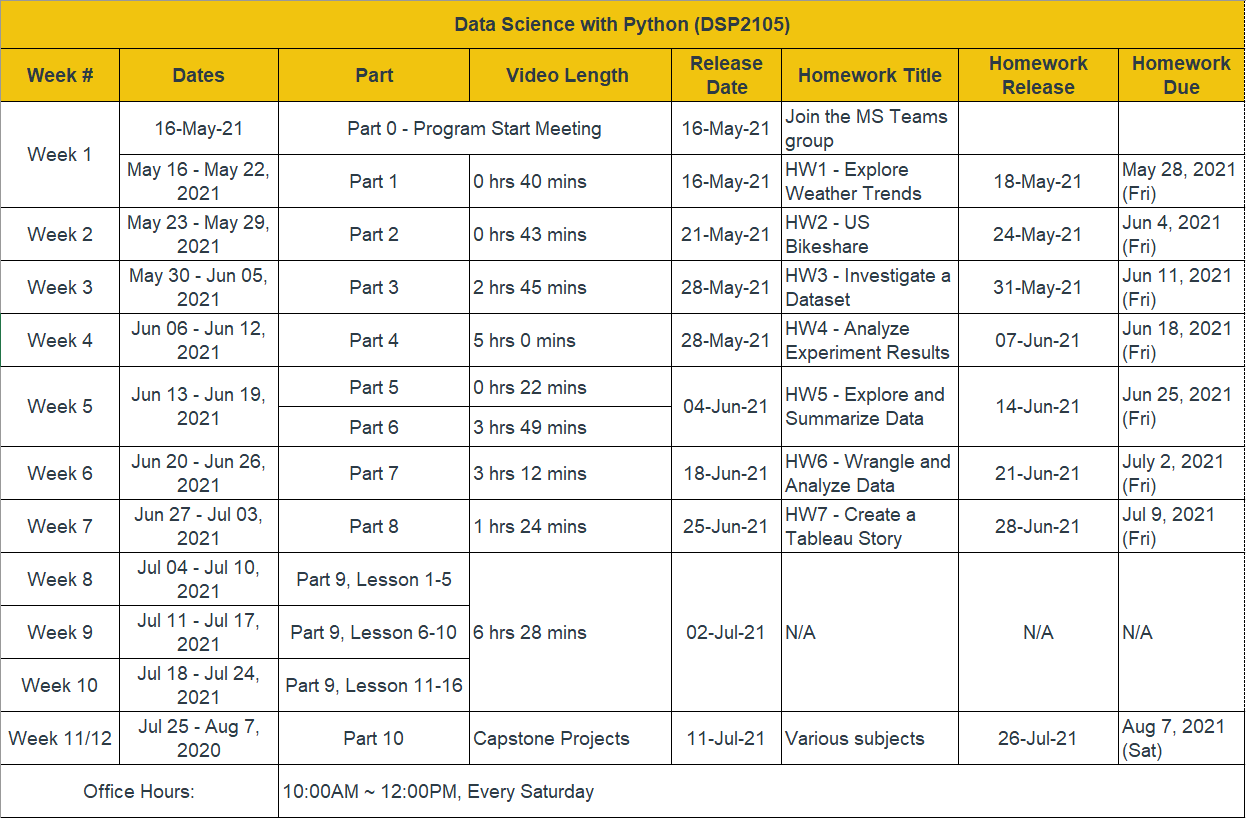 Data Science with Python (DSP2105)
Week #
Dates
Part
Video Length
Release
Date
Homework Title
Homework
Release
Homework
Due
Week 1
16-May-21
Part 0 - Program Start Meeting
16-May-21
Join the MS Teams
group
May 16 - May 22,
2021
Part 1
0 hrs 40 mins
16-May-21
HW1 - Explore
Weather Trends
18-May-21
May 28, 2021
(Fri)
Week 2
May 23 - May 29,
2021
Part 2
0 hrs 43 mins
21-May-21
HW2 - US
Bikeshare
24-May-21
Jun 4, 2021
(Fri)
Week 3
May 30 - Jun 05,
2021
Part 3
2 hrs 45 mins
28-May-21
HW3 - Investigate a
Dataset
31-May-21
Jun 11, 2021
(Fri)
Week 4
Jun 06 - Jun 12,
2021
Part 4
5 hrs 0 mins
28-May-21
HW4 - Analyze
Experiment Results
07-Jun-21
Jun 18, 2021
(Fri)
Week 5
Jun 13 - Jun 19,
2021
Part 5
0 hrs 22 mins
Part 6
3 hrs 49 mins
04-Jun-21
HW5 - Explore and
Summarize Data
14-Jun-21
Jun 25, 2021
(Fri)
Week 6
Jun 20 - Jun 26,
2021
Part 7
3 hrs 12 mins
18-Jun-21
HW6 - Wrangle and
Analyze Data
21-Jun-21
July 2, 2021
(Fri)
Week 7
Jun 27 - Jul 03,
2021
Part 8
1 hrs 24 mins
25-Jun-21
HW7 - Create a
Tableau Story
28-Jun-21
Jul 9, 2021
(Fri)
Week 8
Jul 04 - Jul 10,
2021
Part 9, Lesson 1-5
Week 9
Jul 11 - Jul 17,
2021
Part 9, Lesson 6-10
6 hrs 28 mins
02-Jul-21
N/A
N/A
N/A
Week 10
Jul 18 - Jul 24,
2021
Part 9, Lesson 11-16
Week 11/12
Jul 25 - Aug 7,
2020
Part 10
Capstone Projects
11-Jul-21
Various subjects
26-Jul-21
Aug 7, 2021
(Sat)
Office Hours:
10:00AM ~ 12:00PM, Every Saturday